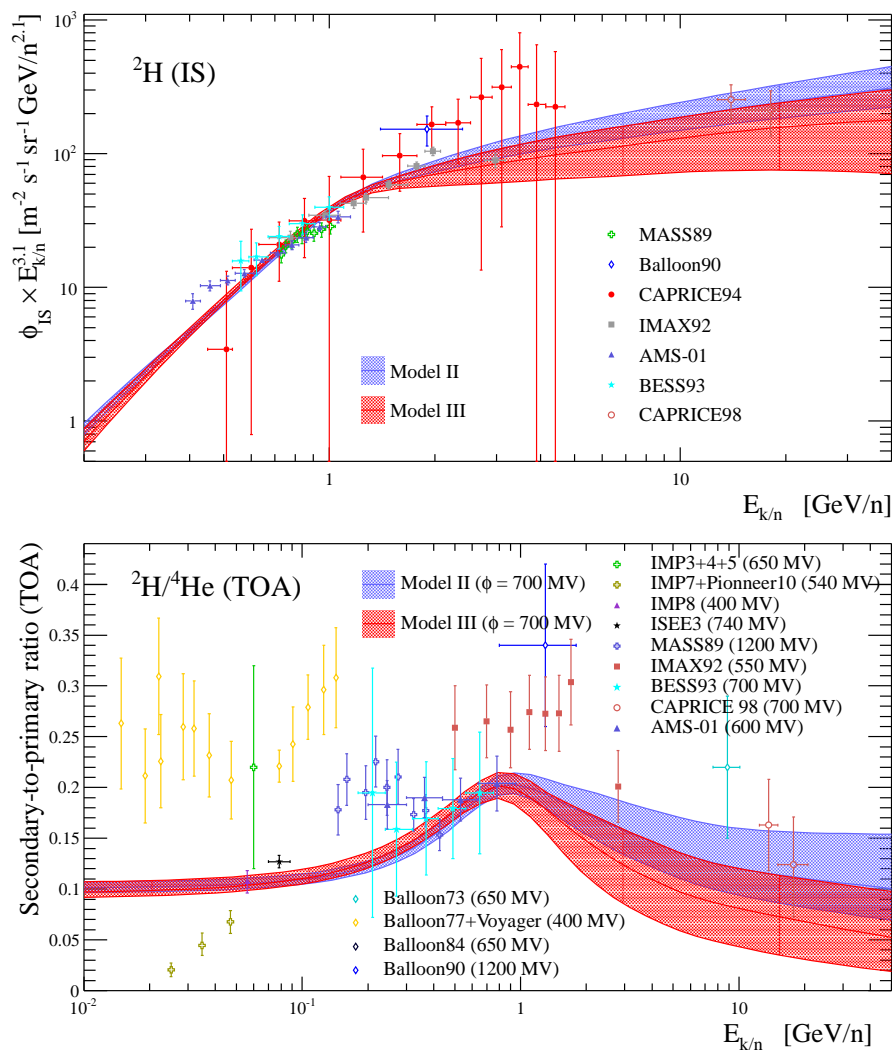 ²H (IS)
ϕ_IS × E_k/n^3.1 [m⁻² s⁻¹ sr⁻¹ GeV/n^2.1]
10³
10²
10
1
MASS89
Balloon90
CAPRICE94
IMAX92
AMS-01
BESS93
CAPRICE98
Model II
Model III
1
10
E_k/n [GeV/n]
²H/⁴He (TOA)
Secondary-to-primary ratio (TOA)
0.4
0.35
0.3
0.25
0.2
0.15
0.1
0.05
0
Model II (ϕ = 700 MV)
Model III (ϕ = 700 MV)
IMP3+4+5 (650 MV)
IMP7+Pionneer10 (540 MV)
IMP8 (400 MV)
ISEE3 (740 MV)
MASS89 (1200 MV)
IMAX92 (550 MV)
BESS93 (700 MV)
CAPRICE 98 (700 MV)
AMS-01 (600 MV)
Balloon73 (650 MV)
Balloon77+Voyager (400 MV)
Balloon84 (650 MV)
Balloon90 (1200 MV)
10⁻²
10⁻¹
1
10
E_k/n [GeV/n]